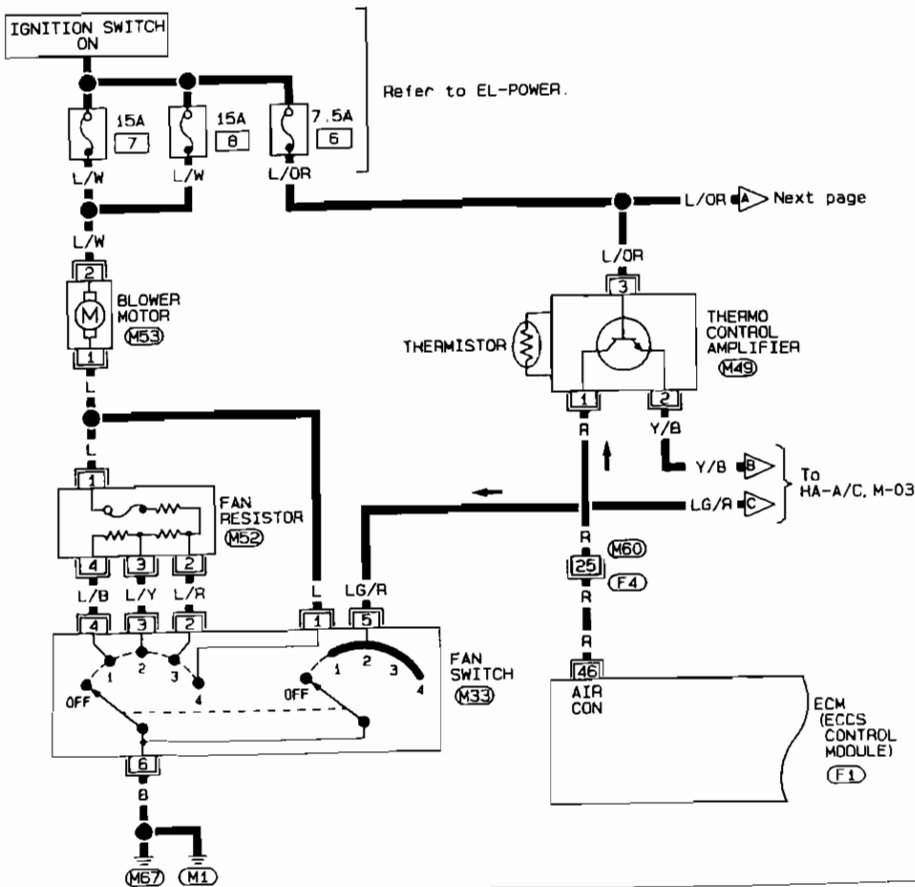 IGNITION SWITCH
ON
Refer to EL-POWER.
15A
7
15A
8
7.5A
6
L/W
L/W
L/OR
L/W
L/OR
A
Next page
L/OR
2
M
BLOWER
MOTOR
M53
1
3
THERMISTOR
THERMO
CONTROL
AMPLIFIER
M49
1
2
L
R
Y/B
L
Y/B
B
To
HA-A/C, M-03
LG/R
C
1
FAN
RESISTOR
M52
4
3
2
R
M60
25
F4
R
L/B
L/Y
L/R
L
LG/R
4
3
2
1
5
R
46
AIR
CON
OFF
1
2
3
4
OFF
1
2
3
4
FAN
SWITCH
M33
ECM
(ECCS
CONTROL
MODULE)
F1
6
B
M67
M1